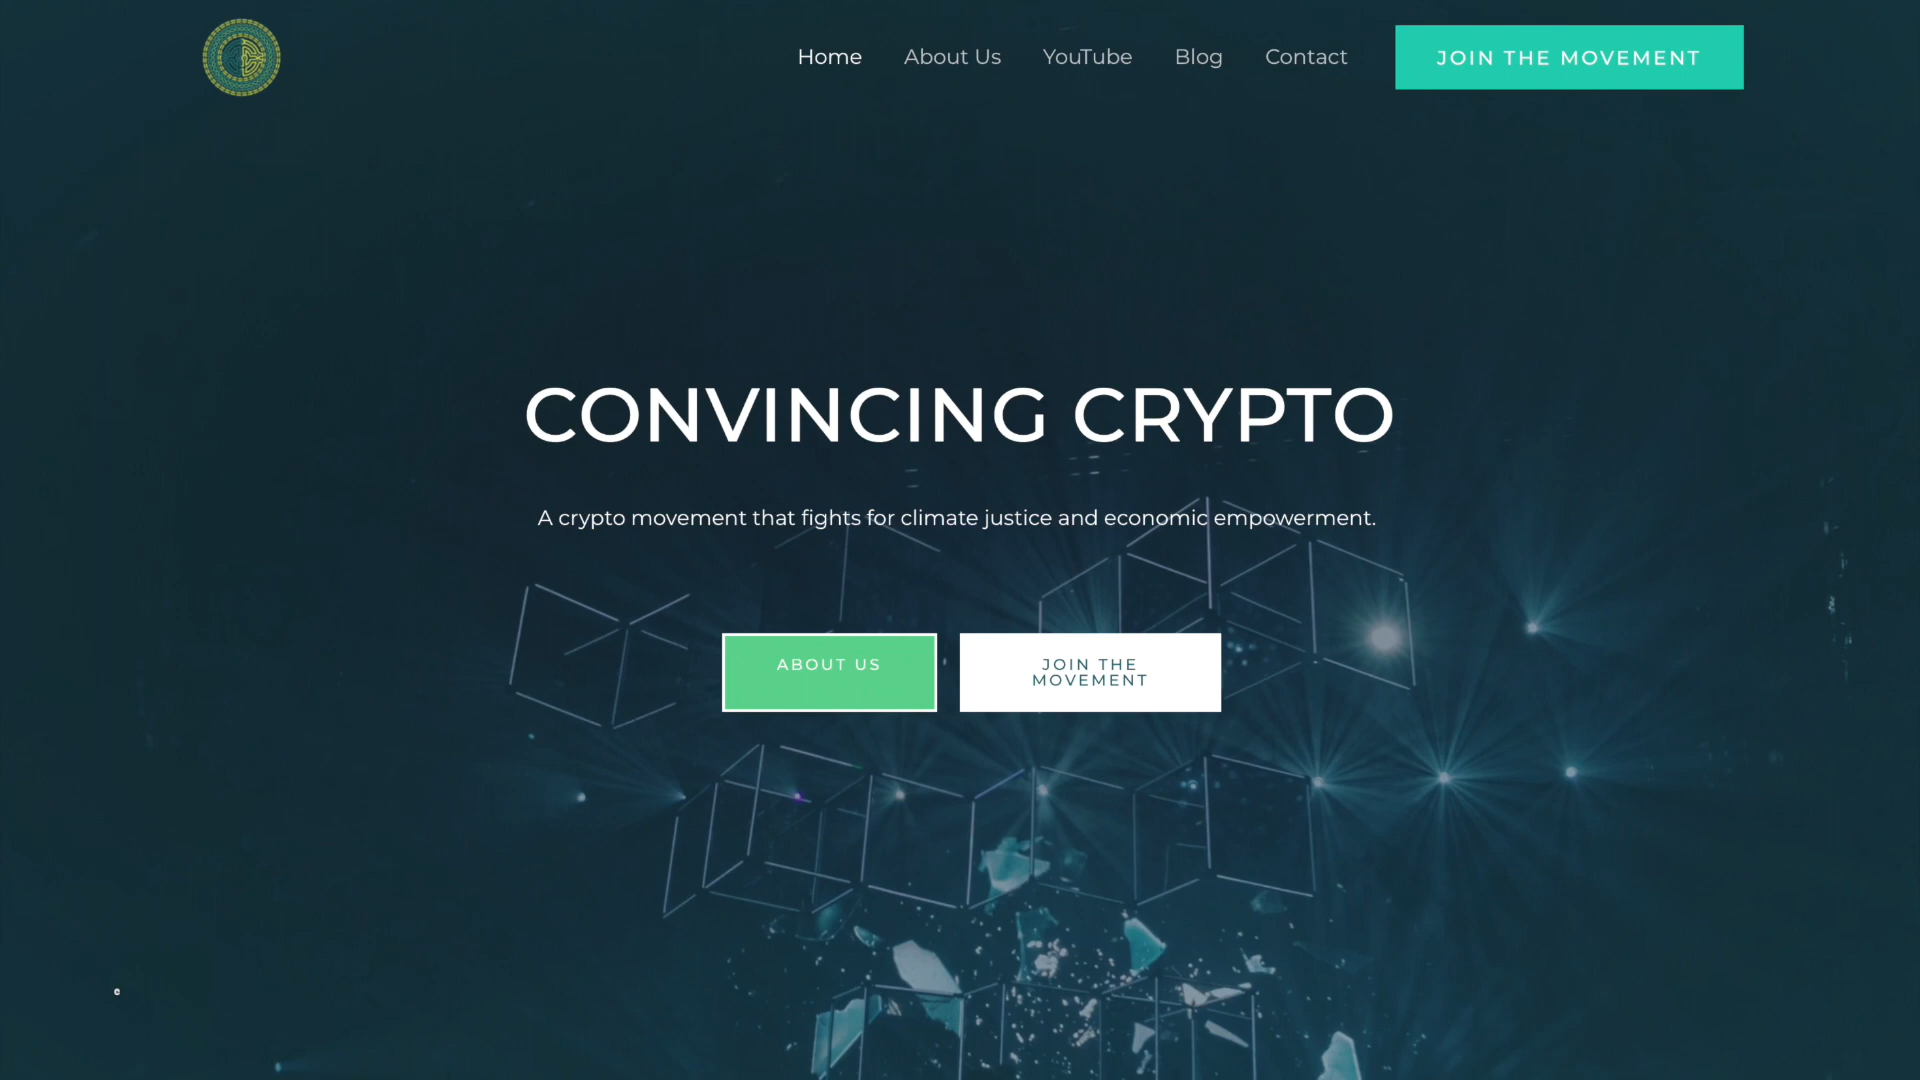 Home About Us YouTube Blog Contact JOIN THE MOVEMENT
CONVINCING CRYPTO
A crypto movement that fights for climate justice and economic empowerment.
ABOUT US
JOIN THE
MOVEMENT